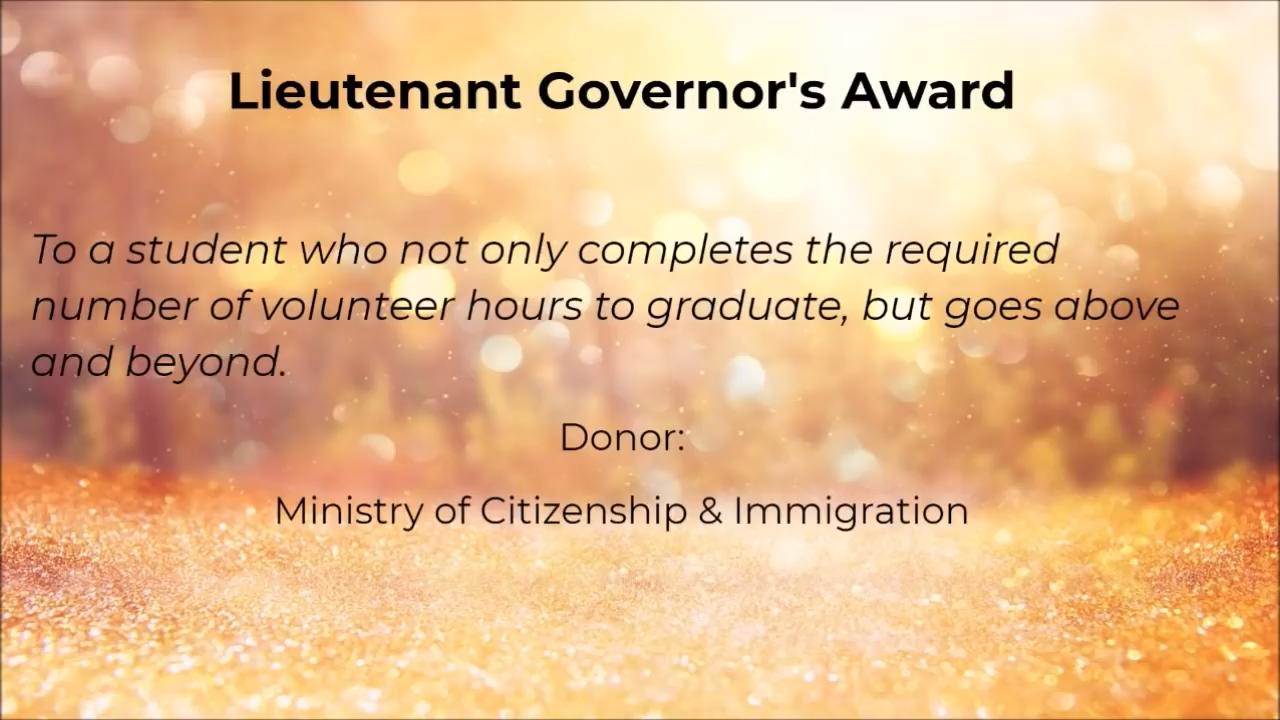 Lieutenant Governor's Award
To a student who not only completes the required
number of volunteer hours to graduate, but goes above
and beyond.
Donor:
Ministry of Citizenship & Immigration